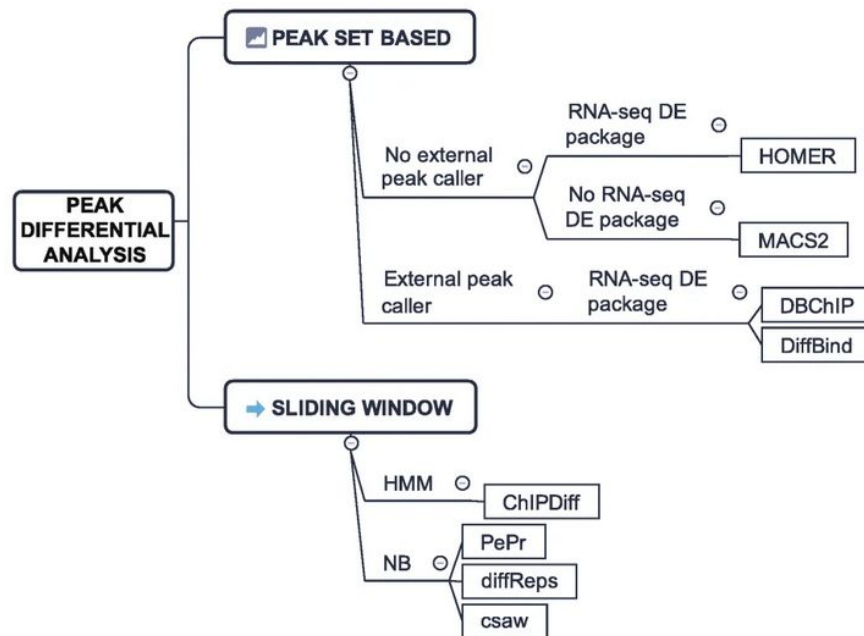 PEAK SET BASED
RNA-seq DE
package
HOMER
No external
peak caller
No RNA-seq
DE package
MACS2
PEAK
DIFFERENTIAL
ANALYSIS
External peak
caller
RNA-seq DE
package
DBChIP
DiffBind
SLIDING WINDOW
HMM
ChIPDiff
NB
PePr
diffReps
csaw